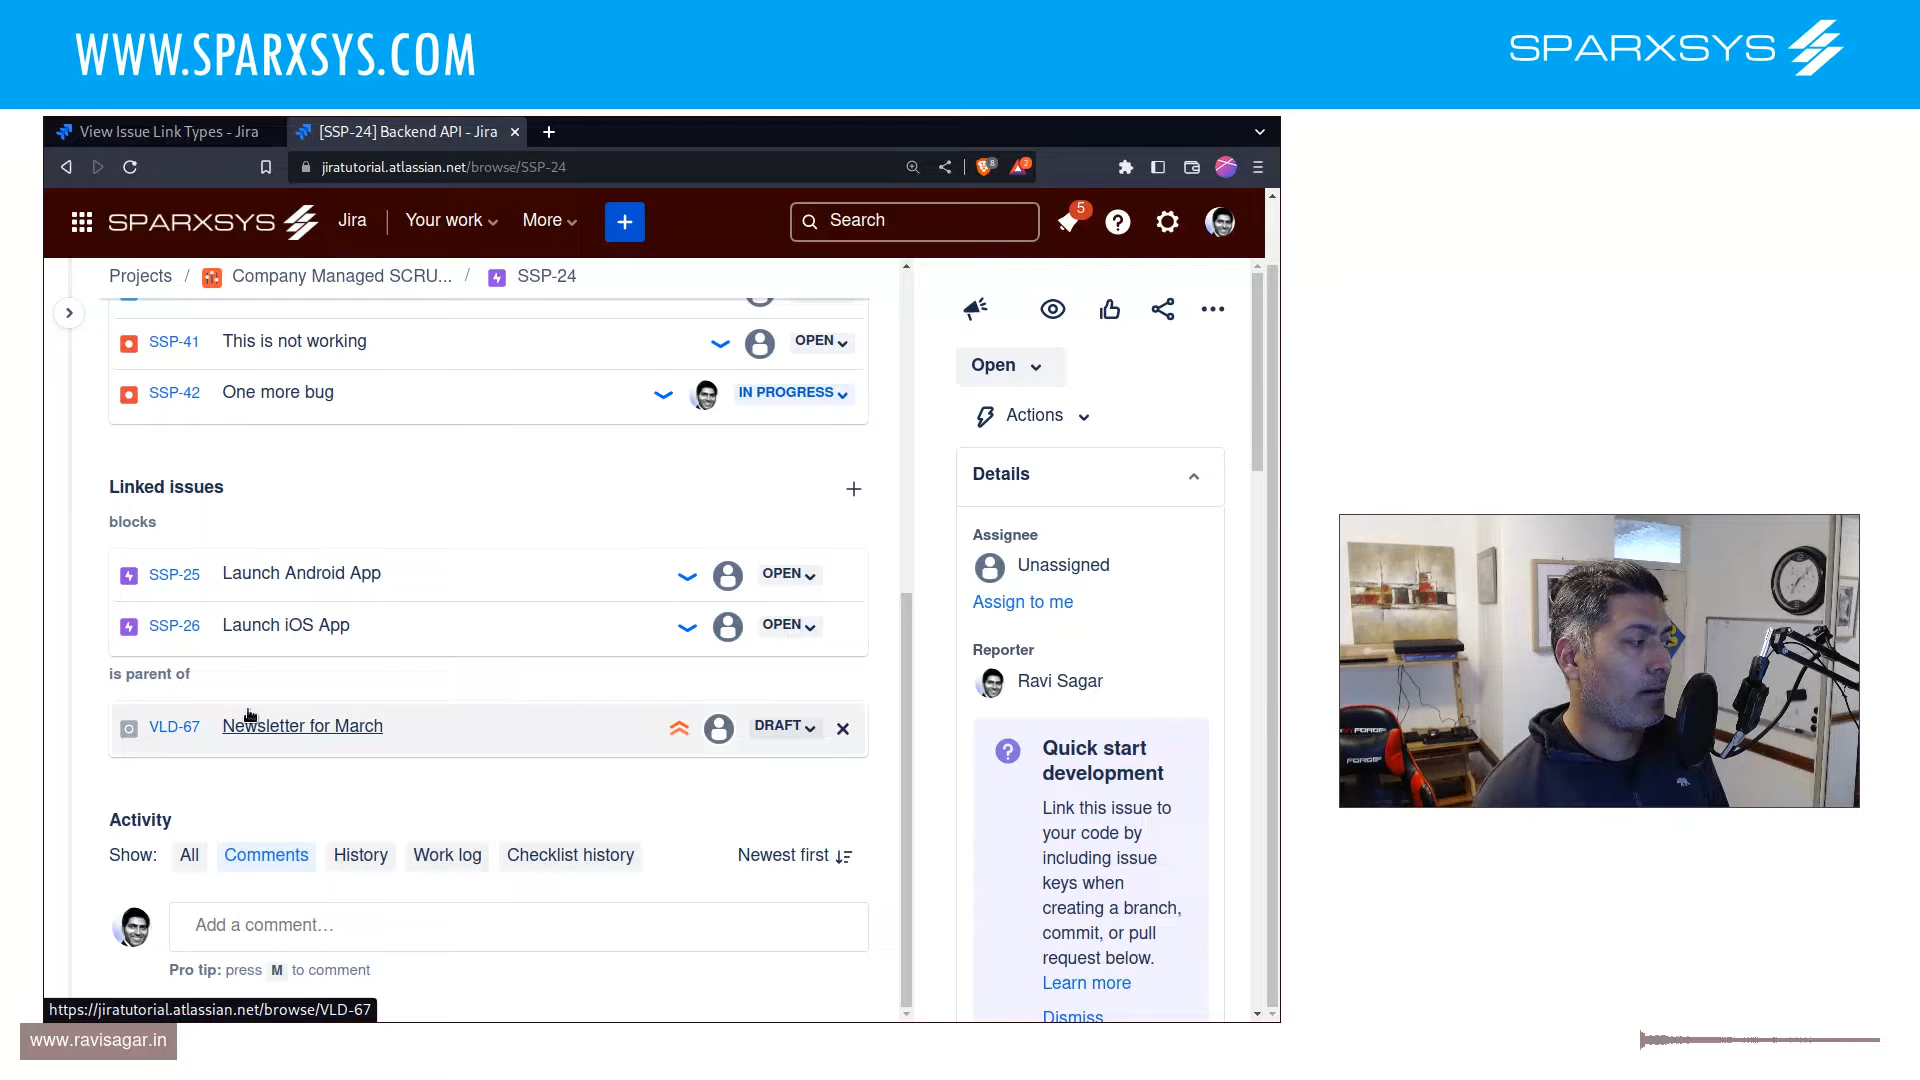 WWW.SPARXSYS.COM
SPARXSYS
View Issue Link Types - Jira
[SSP-24] Backend API - Jira
jiratutorial.atlassian.net/browse/SSP-24
8
2
SPARXSYS
Jira
Your work
More
Search
5
Projects / Company Managed SCRU... / SSP-24
SSP-41 This is not working OPEN
SSP-42 One more bug IN PROGRESS
Linked issues
blocks
SSP-25 Launch Android App OPEN
SSP-26 Launch iOS App OPEN
is parent of
VLD-67 Newsletter for March DRAFT
Activity
Show: All Comments History Work log Checklist history Newest first
Add a comment…
Pro tip: press M to comment
https://jiratutorial.atlassian.net/browse/VLD-67
Open
Actions
Details
Assignee
Unassigned
Assign to me
Reporter
Ravi Sagar
Quick start
development
Link this issue to
your code by
including issue
keys when
creating a branch,
commit, or pull
request below.
Learn more
Dismiss
www.ravisagar.in